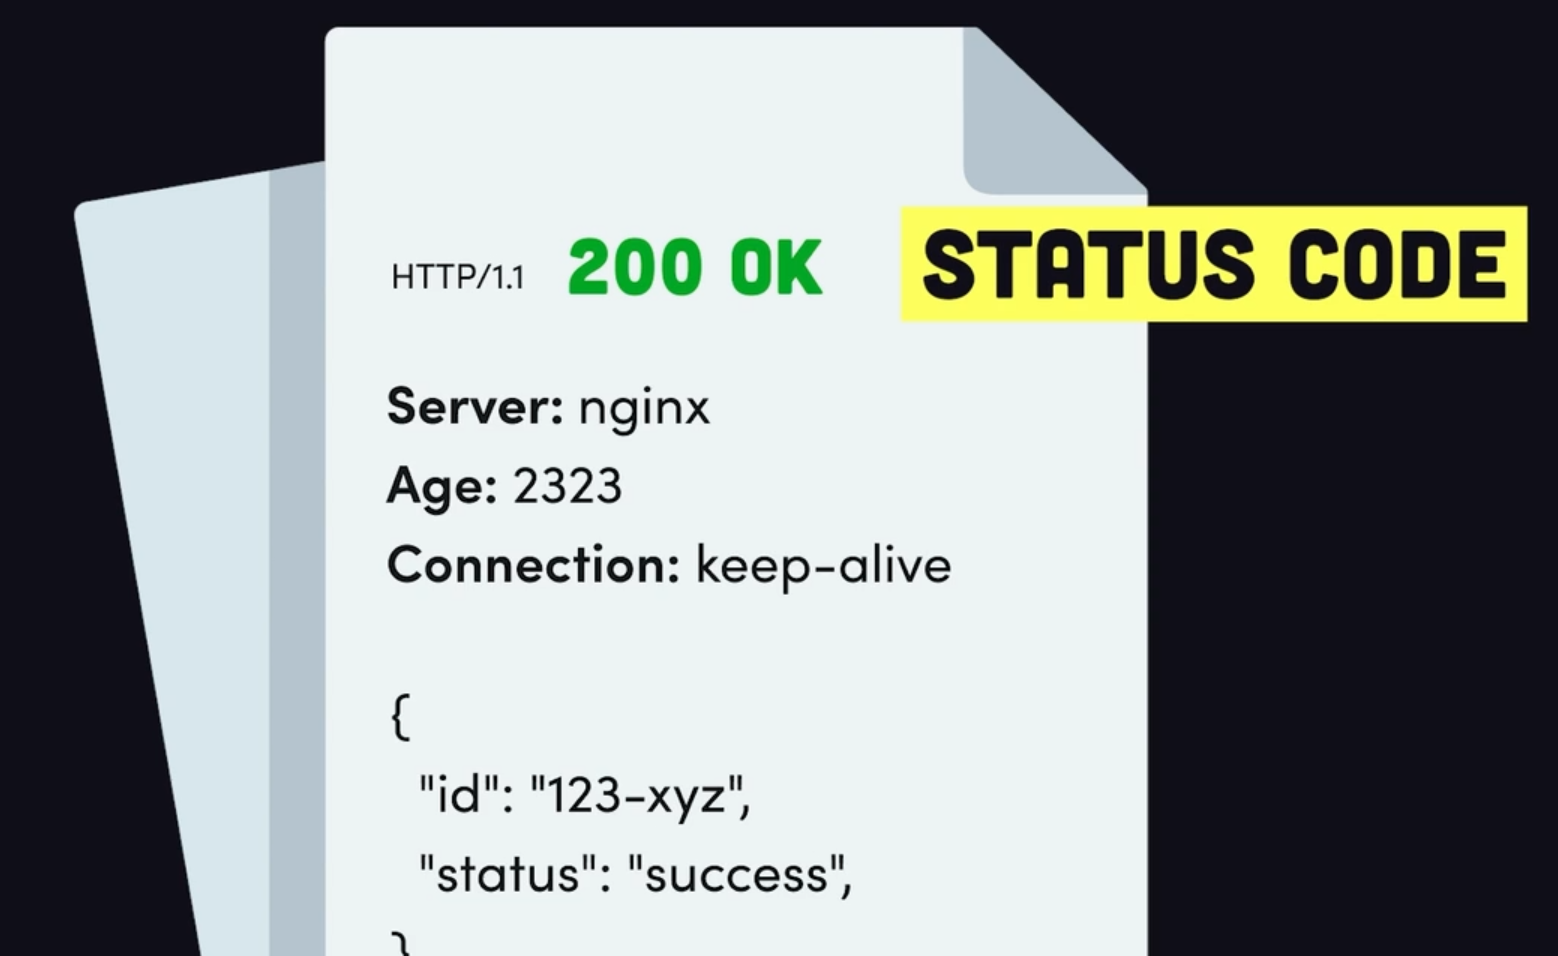 HTTP/1.1 200 OK STATUS CODE
Server: nginx
Age: 2323
Connection: keep-alive
{
"id": "123-xyz",
"status": "success",
}